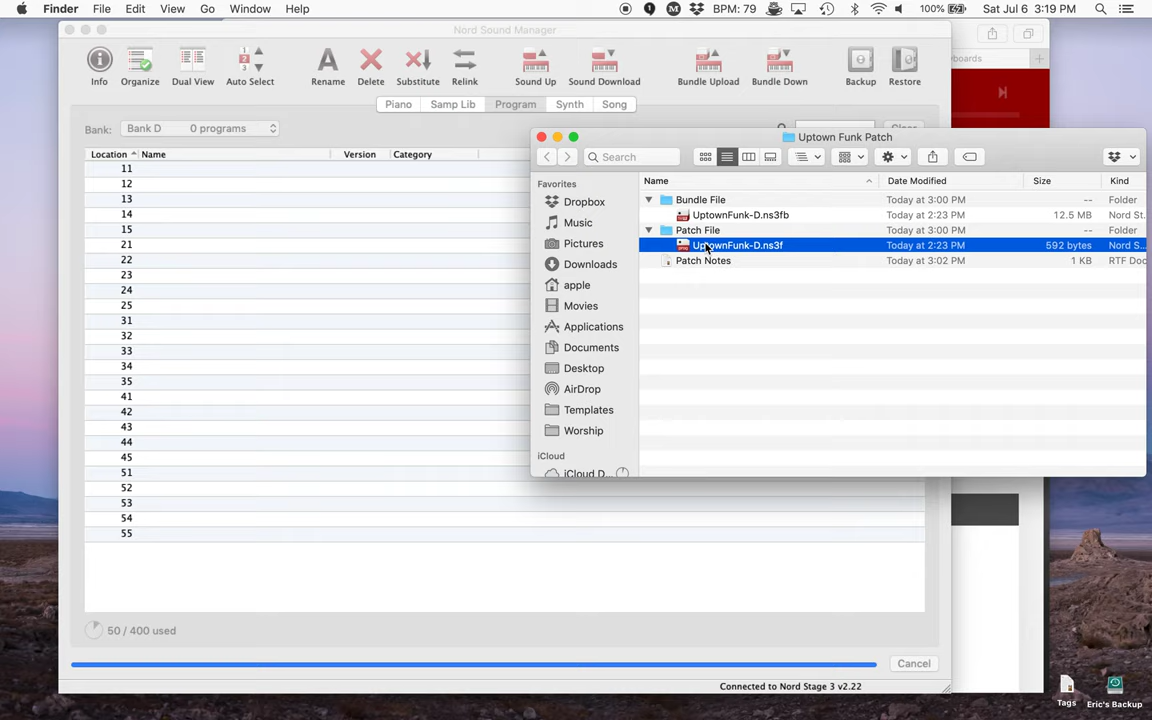 Finder File Edit View Go Window Help BPM: 79 100% Sat Jul 6 3:19 PM
Nord Sound Manager
Info Organize Dual View Auto Select Rename Delete Substitute Relink Sound Up Sound Download Bundle Upload Bundle Down Backup Restore
Piano Samp Lib Program Synth Song
Bank: Bank D 0 programs
Location Name Version Category
11
12
13
14
15
21
22
23
24
25
31
32
33
34
35
41
42
43
44
45
51
52
53
54
55
50 / 400 used
Cancel
Connected to Nord Stage 3 v2.22
Uptown Funk Patch
Search
Favorites
Dropbox
Music
Pictures
Downloads
apple
Movies
Applications
Documents
Desktop
AirDrop
Templates
Worship
iCloud
iCloud D...
Name Date Modified Size Kind
Bundle File Today at 3:00 PM -- Folder
UptownFunk-D.ns3fb Today at 2:23 PM 12.5 MB Nord St.
Patch File Today at 3:00 PM -- Folder
UptownFunk-D.ns3f Today at 2:23 PM 592 bytes Nord S...
Patch Notes Today at 3:02 PM 1 KB RTF Doc
Tags
Eric's Backup